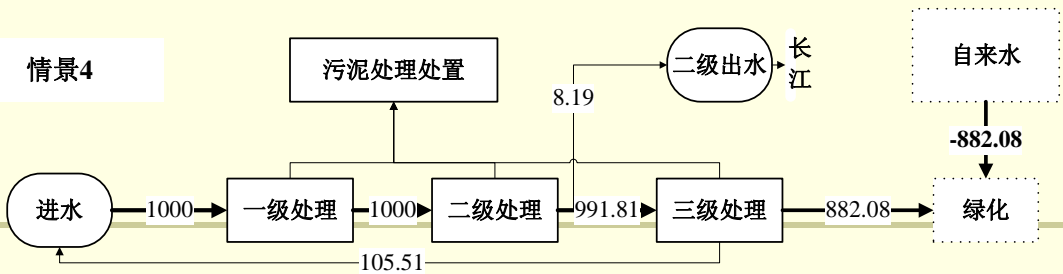 情景4
污泥处理处置
二级出水
长江
自来水
8.19
-882.08
进水
1000
一级处理
1000
二级处理
991.81
三级处理
882.08
绿化
105.51